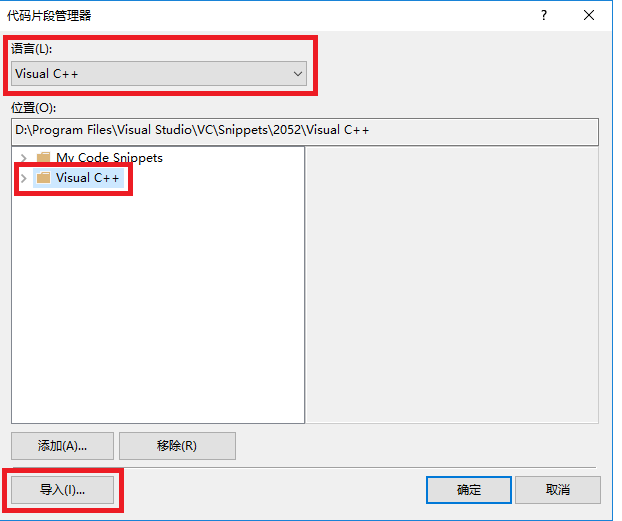 代码片段管理器
?
语言(L):
Visual C++
位置(O):
D:\Program Files\Visual Studio\VC\Snippets\2052\Visual C++
My Code Snippets
Visual C++
添加(A)...
移除(R)
导入(I)...
确定
取消